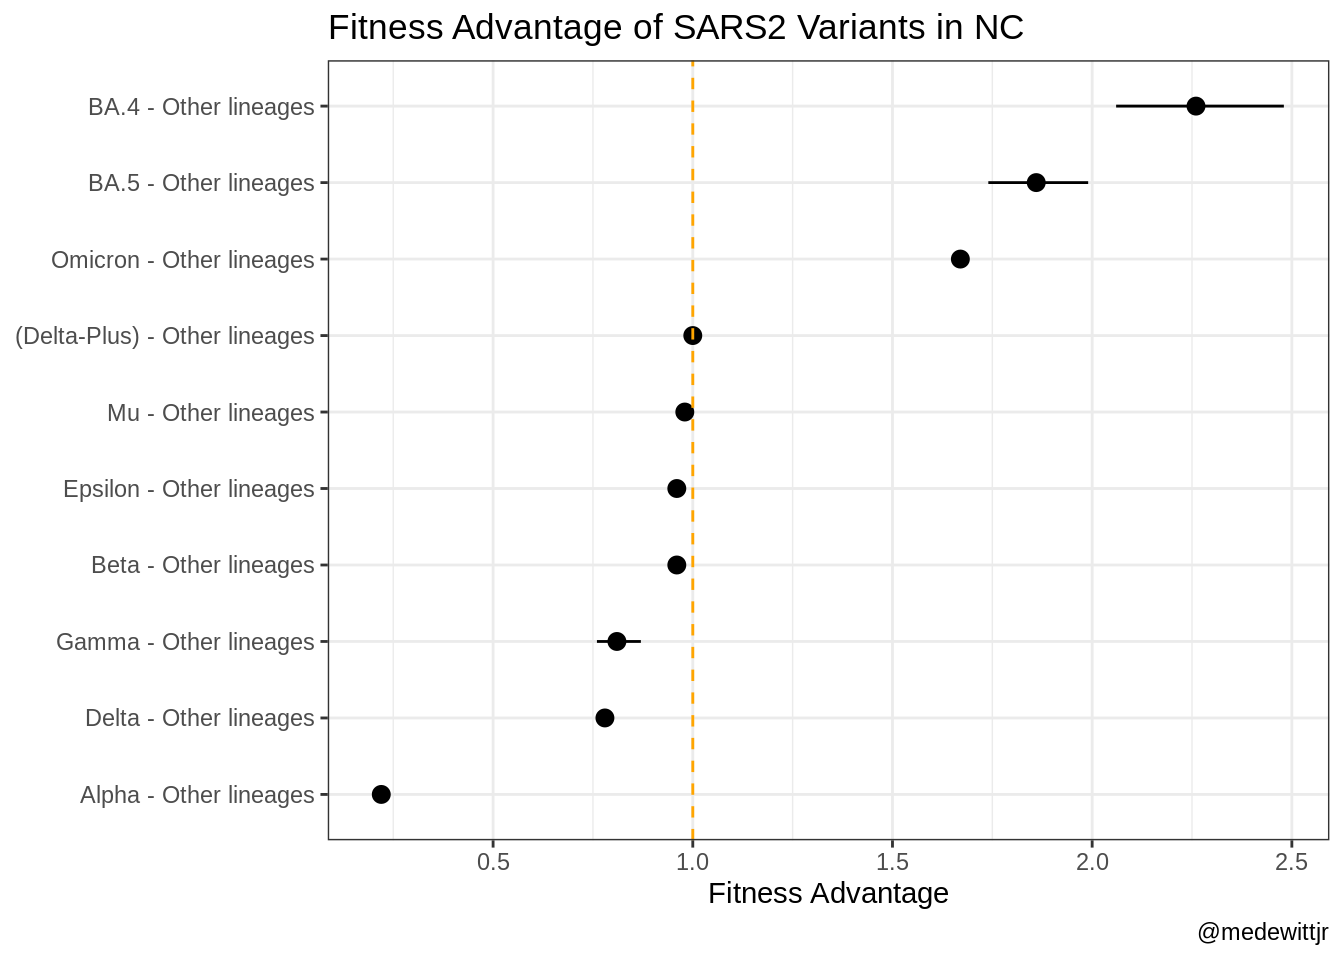 Fitness Advantage of SARS2 Variants in NC
BA.4 - Other lineages
BA.5 - Other lineages
Omicron - Other lineages
(Delta-Plus) - Other lineages
Mu - Other lineages
Epsilon - Other lineages
Beta - Other lineages
Gamma - Other lineages
Delta - Other lineages
Alpha - Other lineages
0.5 1.0 1.5 2.0 2.5
Fitness Advantage
@medewittjr